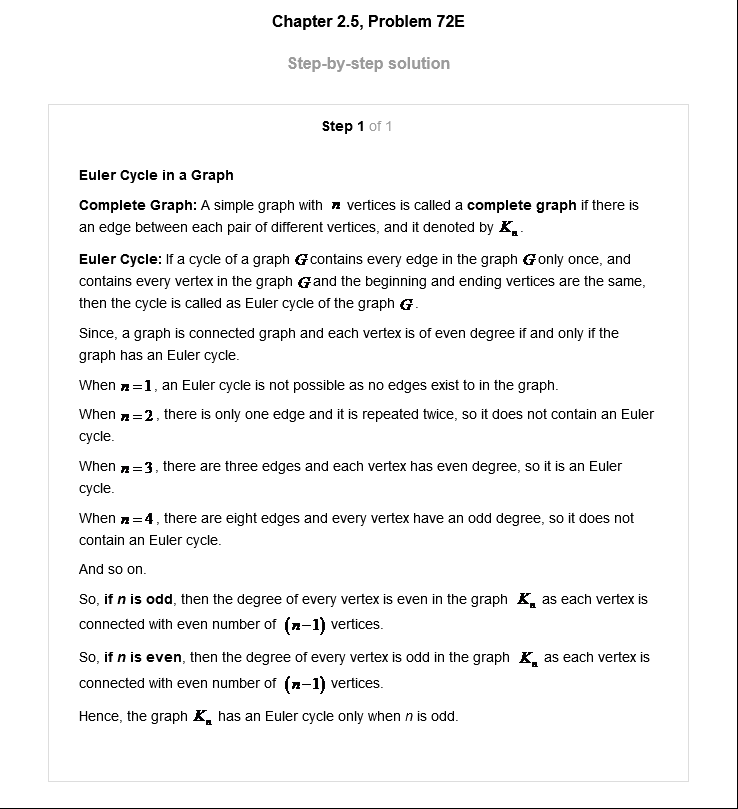 Chapter 2.5, Problem 72E
Step-by-step solution
Step 1 of 1
Euler Cycle in a Graph
Complete Graph: A simple graph with n vertices is called a complete graph if there is
an edge between each pair of different vertices, and it denoted by Kₙ.
Euler Cycle: If a cycle of a graph G contains every edge in the graph G only once, and
contains every vertex in the graph G and the beginning and ending vertices are the same,
then the cycle is called as Euler cycle of the graph G.
Since, a graph is connected graph and each vertex is of even degree if and only if the
graph has an Euler cycle.
When n=1, an Euler cycle is not possible as no edges exist to in the graph.
When n=2, there is only one edge and it is repeated twice, so it does not contain an Euler
cycle.
When n=3, there are three edges and each vertex has even degree, so it is an Euler
cycle.
When n=4, there are eight edges and every vertex have an odd degree, so it does not
contain an Euler cycle.
And so on.
So, if n is odd, then the degree of every vertex is even in the graph Kₙ as each vertex is
connected with even number of (n−1) vertices.
So, if n is even, then the degree of every vertex is odd in the graph Kₙ as each vertex is
connected with even number of (n−1) vertices.
Hence, the graph Kₙ has an Euler cycle only when n is odd.